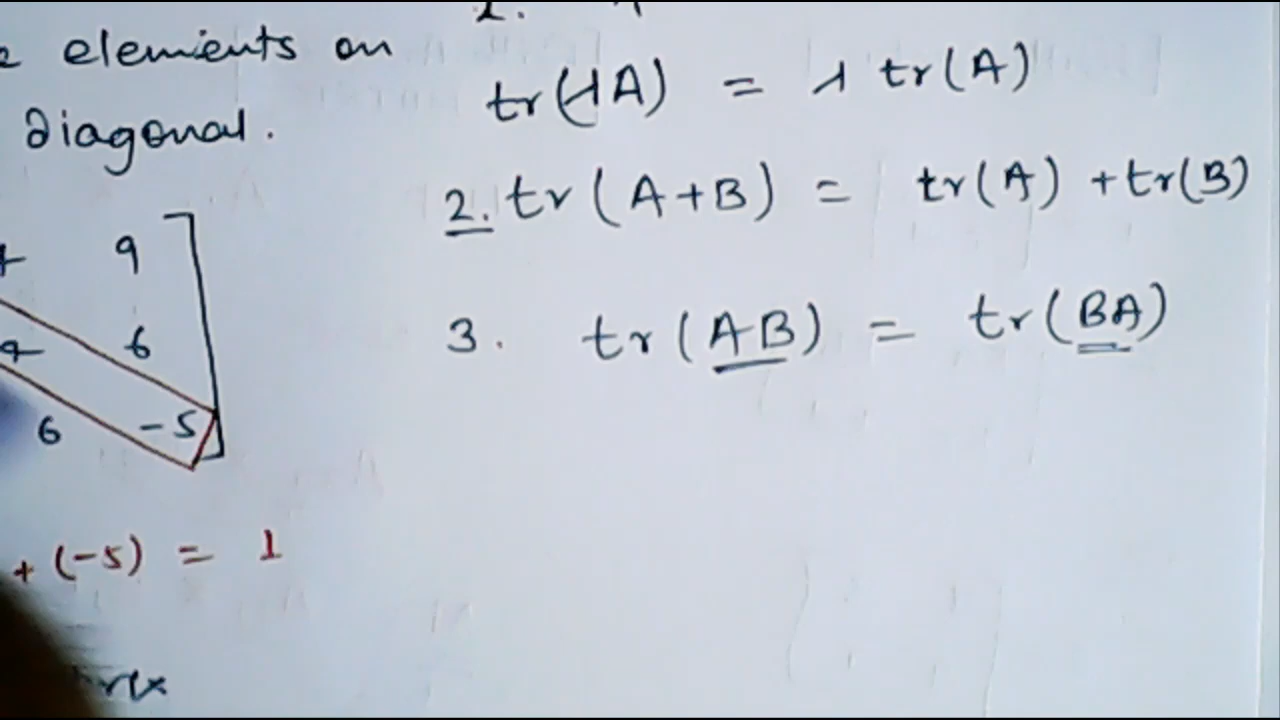 elements on
diagonal.
9
6
6 -5
+ (-5) = 1
tr(λA) = λ tr(A)
2. tr(A+B) = tr(A) + tr(B)
3. tr(AB) = tr(BA)